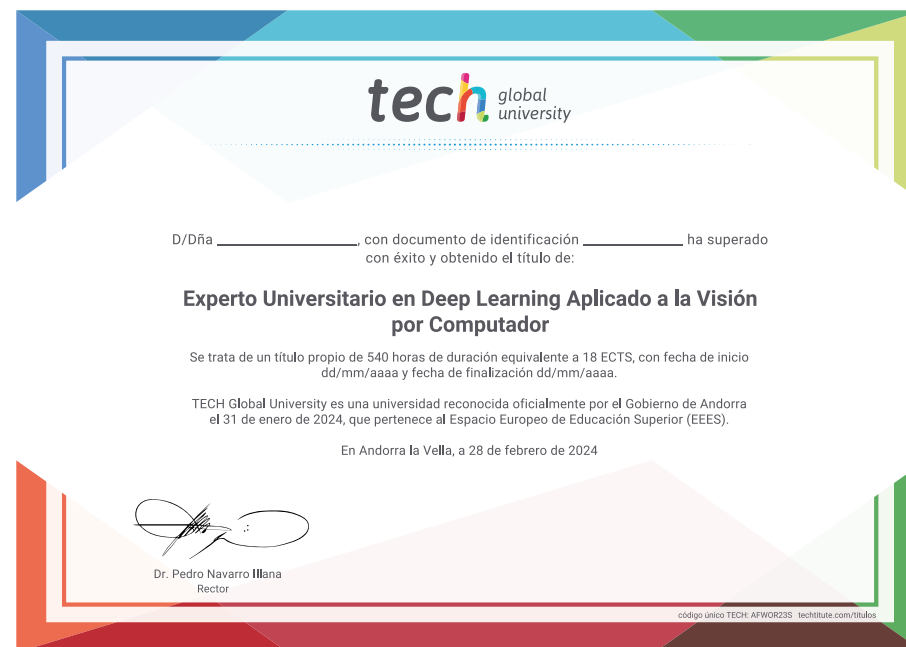 tech global university
D/Dña ____________________, con documento de identificación ______________ ha superado
con éxito y obtenido el título de:
Experto Universitario en Deep Learning Aplicado a la Visión
por Computador
Se trata de un título propio de 540 horas de duración equivalente a 18 ECTS, con fecha de inicio
dd/mm/aaaa y fecha de finalización dd/mm/aaaa.
TECH Global University es una universidad reconocida oficialmente por el Gobierno de Andorra
el 31 de enero de 2024, que pertenece al Espacio Europeo de Educación Superior (EEES).
En Andorra la Vella, a 28 de febrero de 2024
Dr. Pedro Navarro Illana
Rector
código único TECH: AFWOR23S techtitute.com/titulos